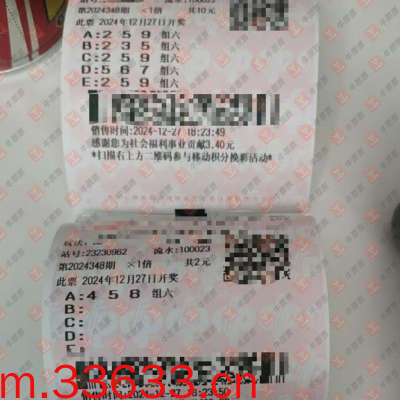 第2024348期 ×1倍 共10元
此票 2024年12月27日开奖
A:2 5 9 组六
B:2 3 5 组六
C:2 5 9 组六
D:5 6 7 组六
E:2 5 9 组六
销售时间:2024-12-27 18:23:49
感谢您为社会福利事业贡献3.40元
*扫描右上方二维码参与移动积分换彩活动*
站号:23230962 流水:100023
第2024348期 ×1倍 共2元
此票 2024年12月27日开奖
A:4 5 8 组六
B:
C:
D:
E:
m.33633.cn